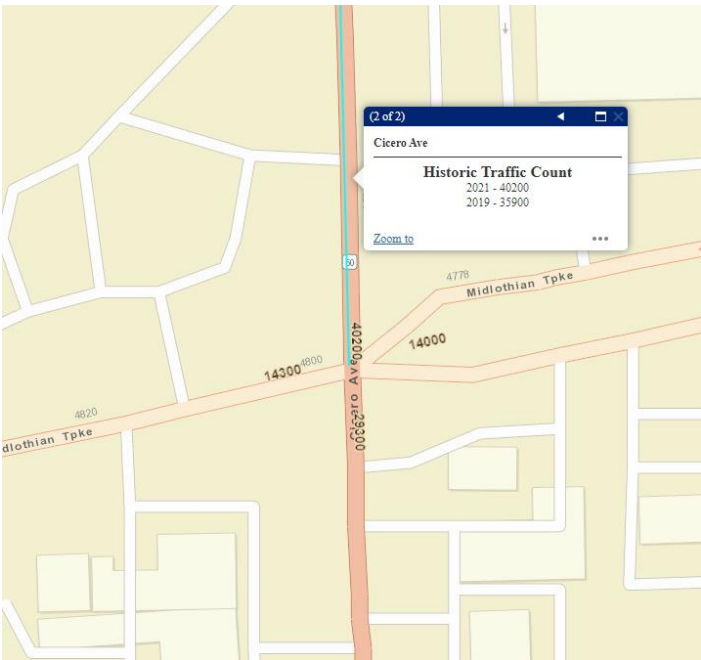 (2 of 2)
Cicero Ave
Historic Traffic Count
2021 - 40200
2019 - 35900
Zoom to
50
4778
Midlothian Tpke
40200
14000
14300
4800
29300
4820
dlothian Tpke